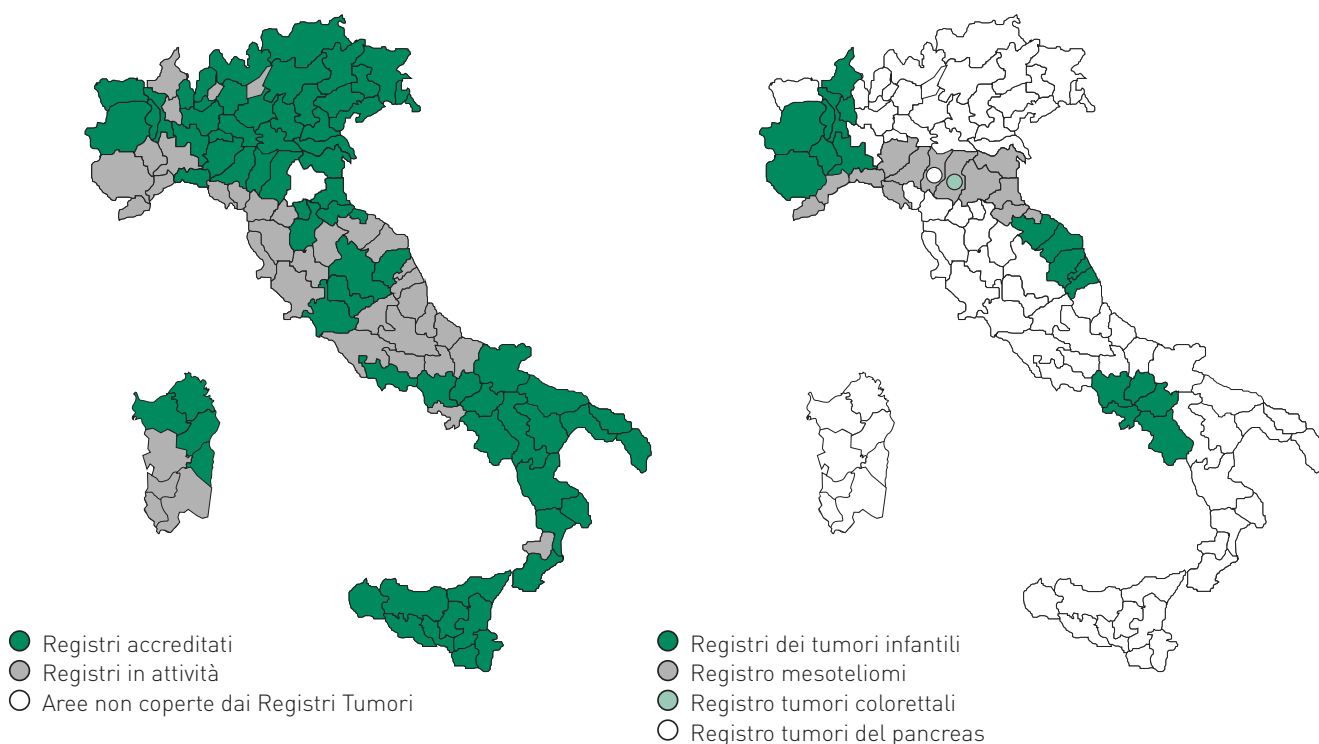 Registri accreditati
Registri in attività
Aree non coperte dai Registri Tumori
Registri dei tumori infantili
Registro mesoteliomi
Registro tumori colorettali
Registro tumori del pancreas